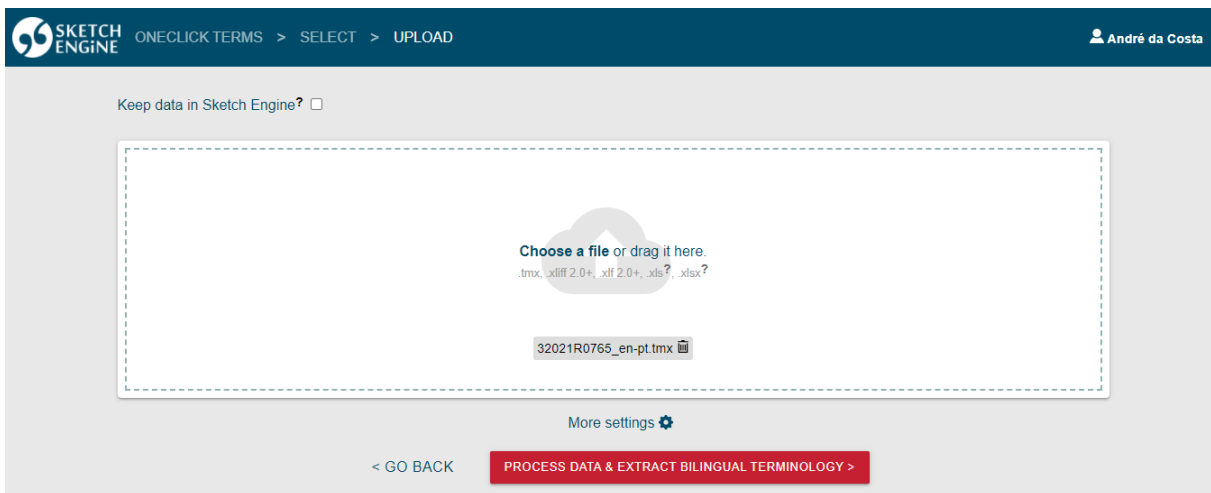 SKETCH ENGiNE ONECLICK TERMS > SELECT > UPLOAD André da Costa
Keep data in Sketch Engine?
Choose a file or drag it here.
.tmx, .xliff 2.0+, .xlf 2.0+, .xls?, .xlsx?
32021R0765_en-pt.tmx
More settings
< GO BACK PROCESS DATA & EXTRACT BILINGUAL TERMINOLOGY >